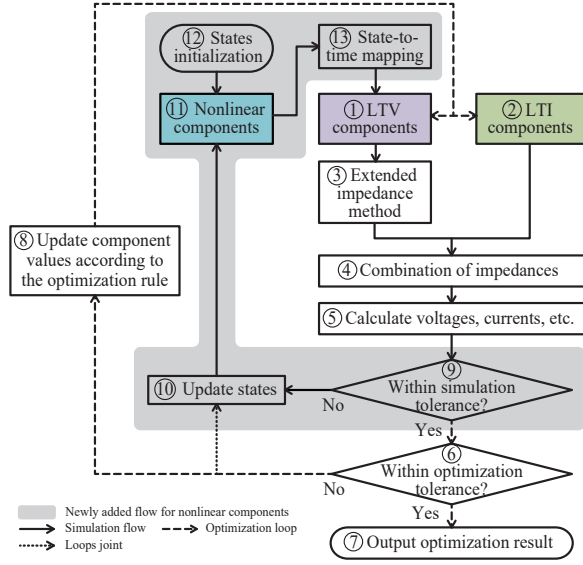 ⑫ States
initialization
⑬ State-to-
time mapping
⑪ Nonlinear
components
① LTV
components
② LTI
components
③ Extended
impedance
method
⑧ Update component
values according to
the optimization rule
④ Combination of impedances
⑤ Calculate voltages, currents, etc.
⑨
Within simulation
tolerance?
⑩ Update states
No
Yes
⑥
Within optimization
tolerance?
No
Yes
⑦ Output optimization result
Newly added flow for nonlinear components
Simulation flow
Optimization loop
Loops joint